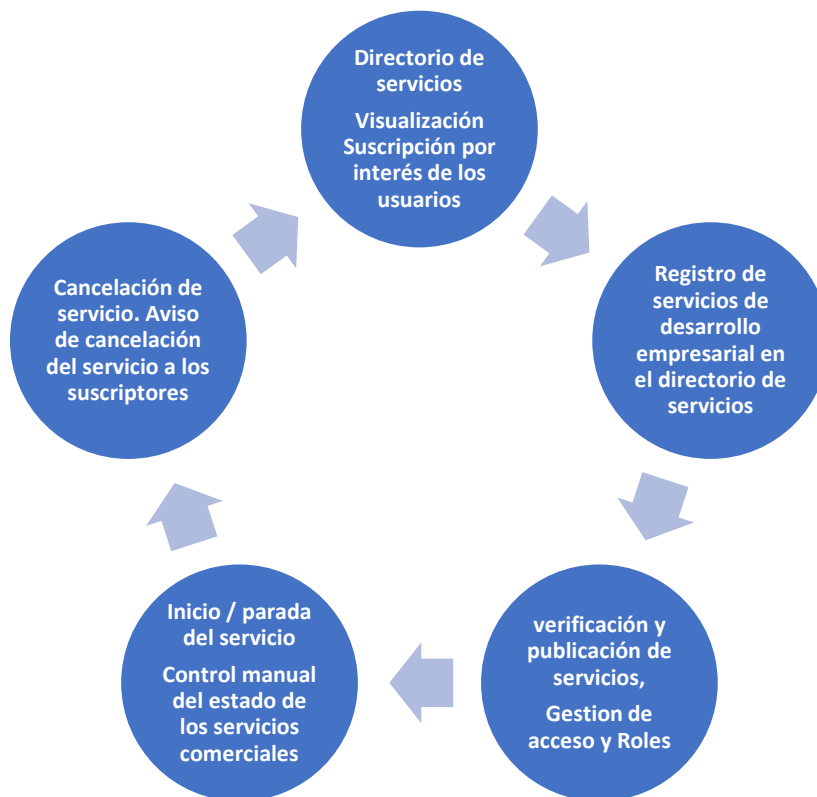 Directorio de
servicios
Visualización
Suscripción por
interés de los
usuarios
Registro de
servicios de
desarrollo
empresarial en
el directorio de
servicios
verificación y
publicación de
servicios,
Gestion de
acceso y Roles
Inicio / parada
del servicio
Control manual
del estado de
los servicios
comerciales
Cancelación de
servicio. Aviso
de cancelación
del servicio a los
suscriptores